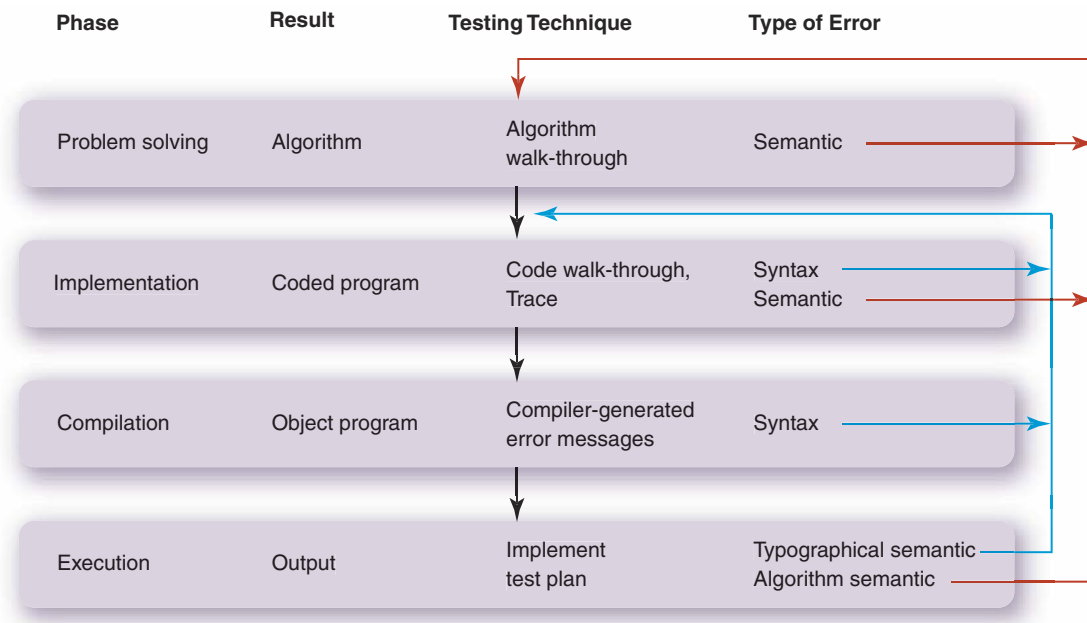 Phase Result Testing Technique Type of Error
Problem solving Algorithm Algorithm walk-through Semantic
Implementation Coded program Code walk-through, Trace Syntax Semantic
Compilation Object program Compiler-generated error messages Syntax
Execution Output Implement test plan Typographical semantic Algorithm semantic